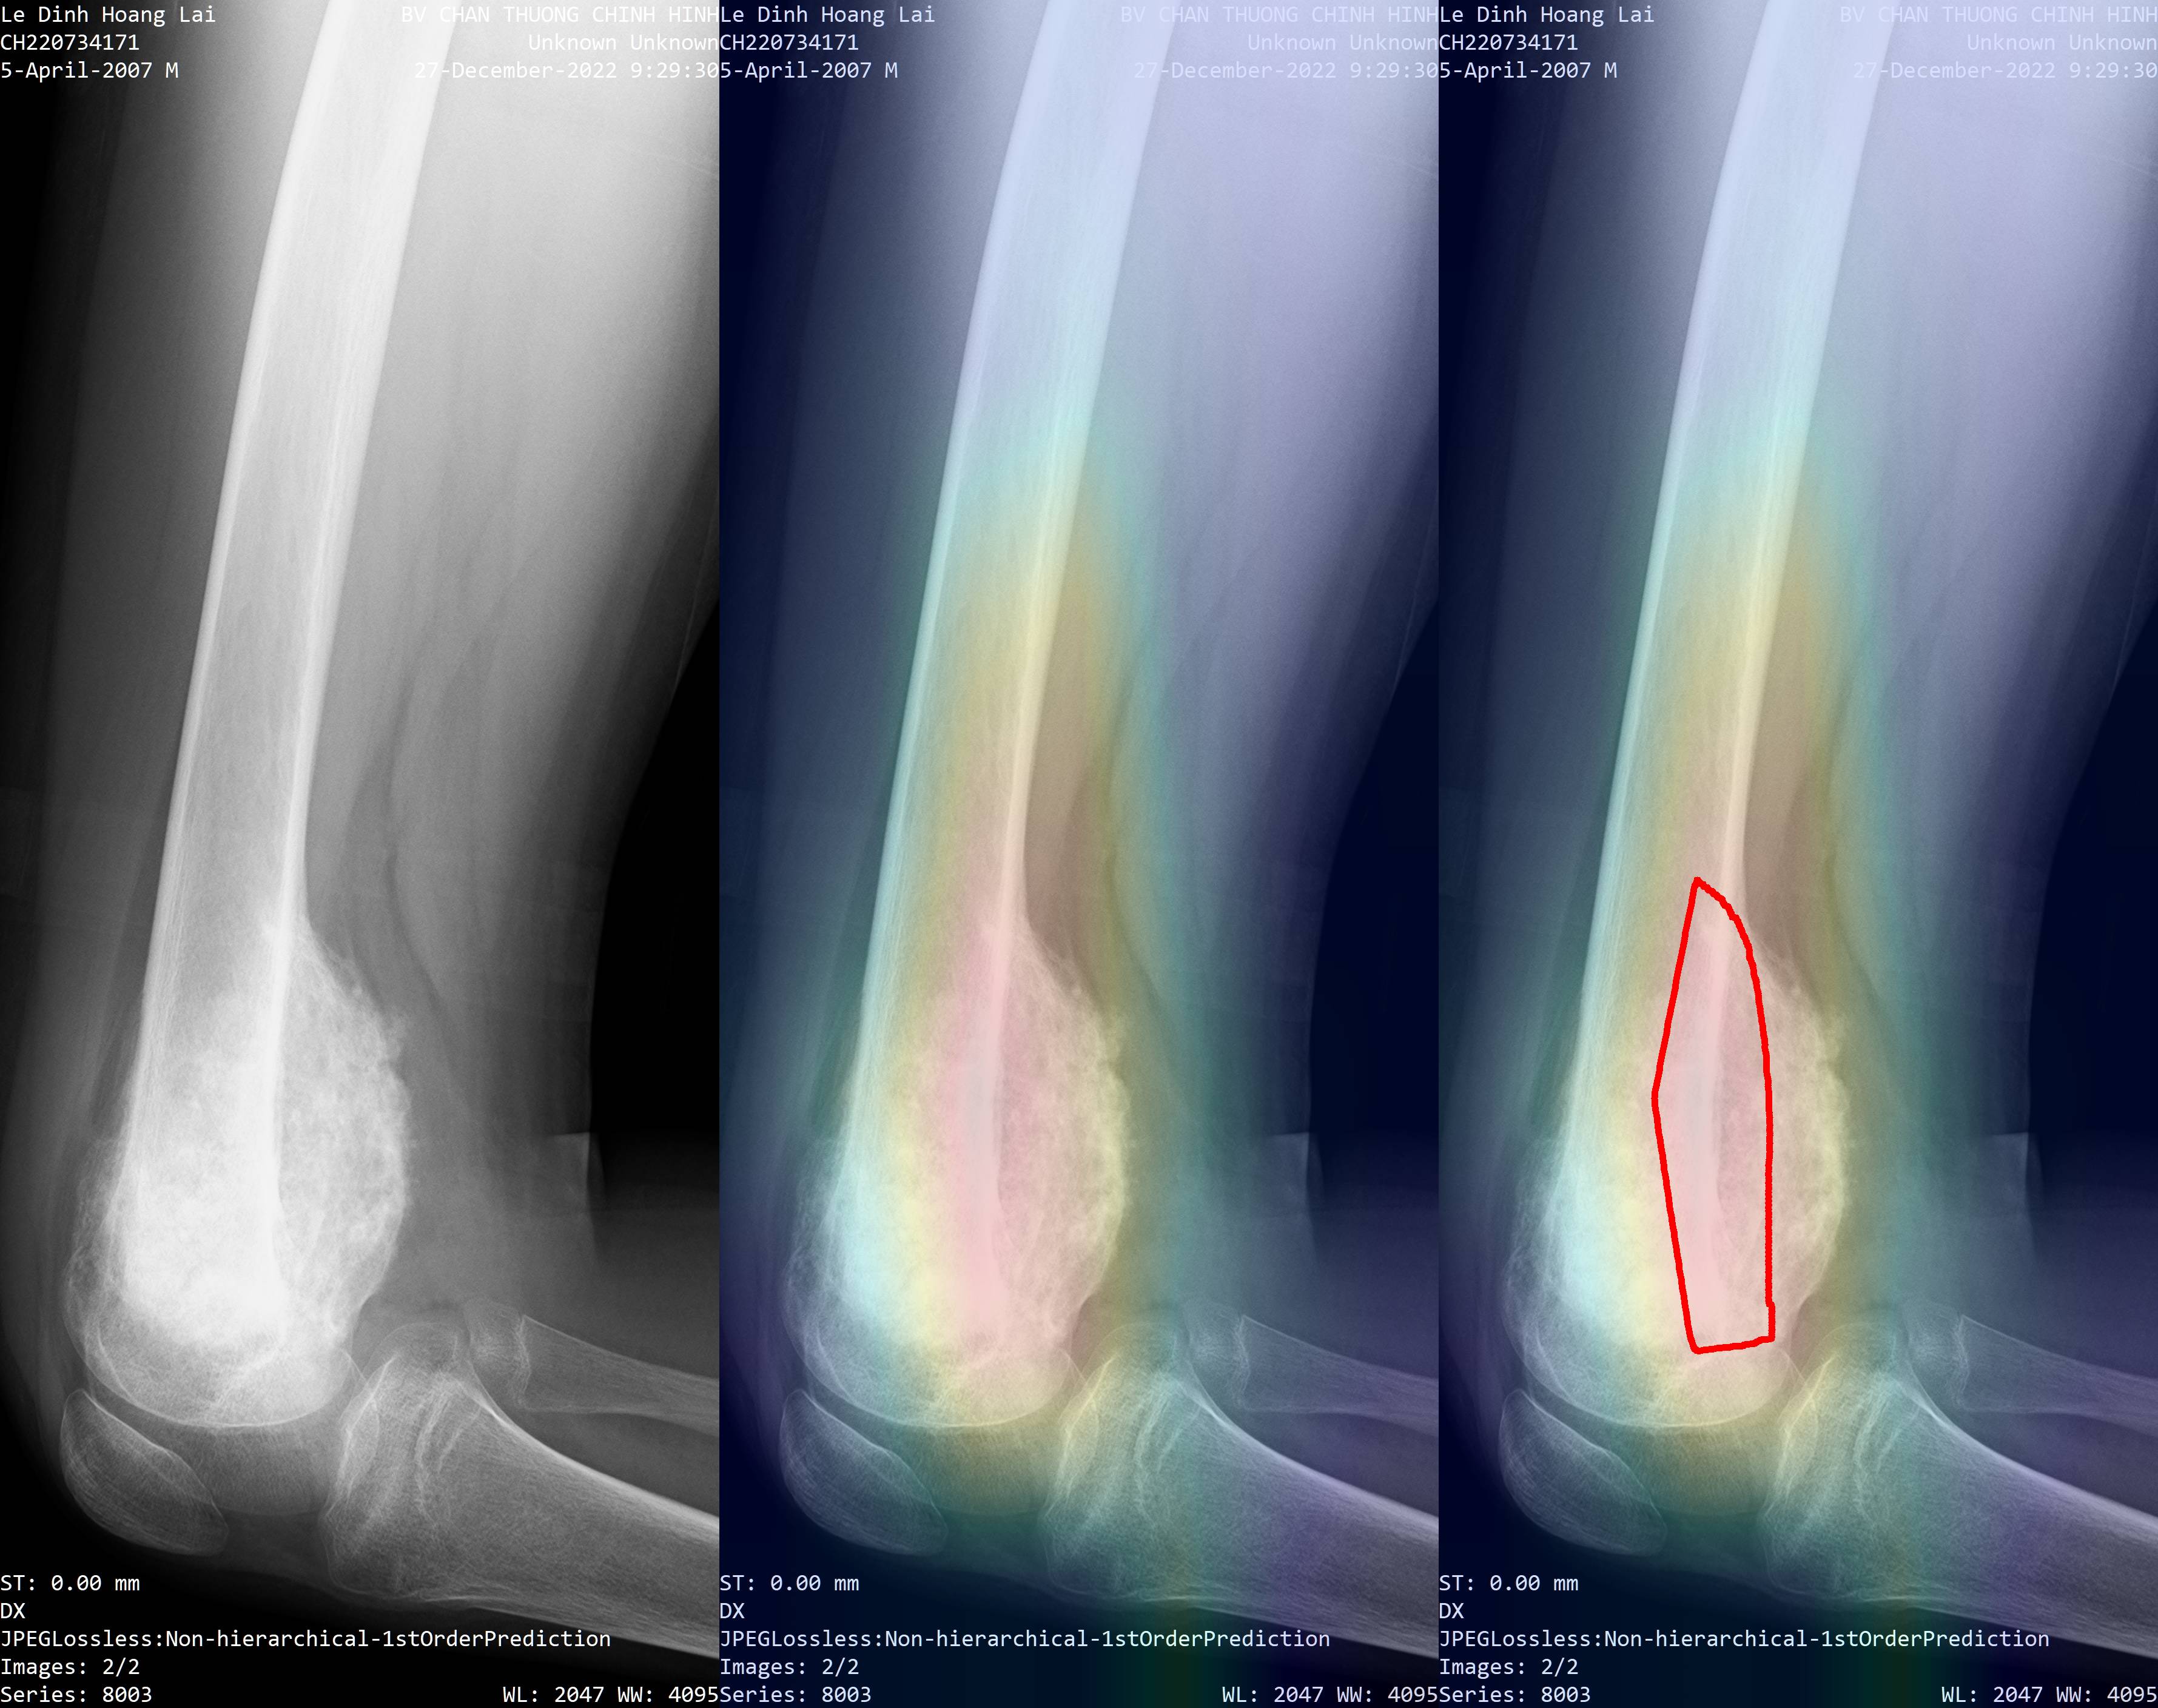 Le Dinh Hoang Lai
CH220734171
5-April-2007 M
BV CHAN THUONG CHINH HINH
Unknown Unknown
27-December-2022 9:29:30
ST: 0.00 mm
DX
JPEGLossless:Non-hierarchical-1stOrderPrediction
Images: 2/2
Series: 8003
WL: 2047 WW: 4095
Le Dinh Hoang Lai
CH220734171
5-April-2007 M
BV CHAN THUONG CHINH HINH
Unknown Unknown
27-December-2022 9:29:30
ST: 0.00 mm
DX
JPEGLossless:Non-hierarchical-1stOrderPrediction
Images: 2/2
Series: 8003
WL: 2047 WW: 4095
Le Dinh Hoang Lai
CH220734171
5-April-2007 M
BV CHAN THUONG CHINH HINH
Unknown Unknown
27-December-2022 9:29:30
ST: 0.00 mm
DX
JPEGLossless:Non-hierarchical-1stOrderPrediction
Images: 2/2
Series: 8003
WL: 2047 WW: 4095